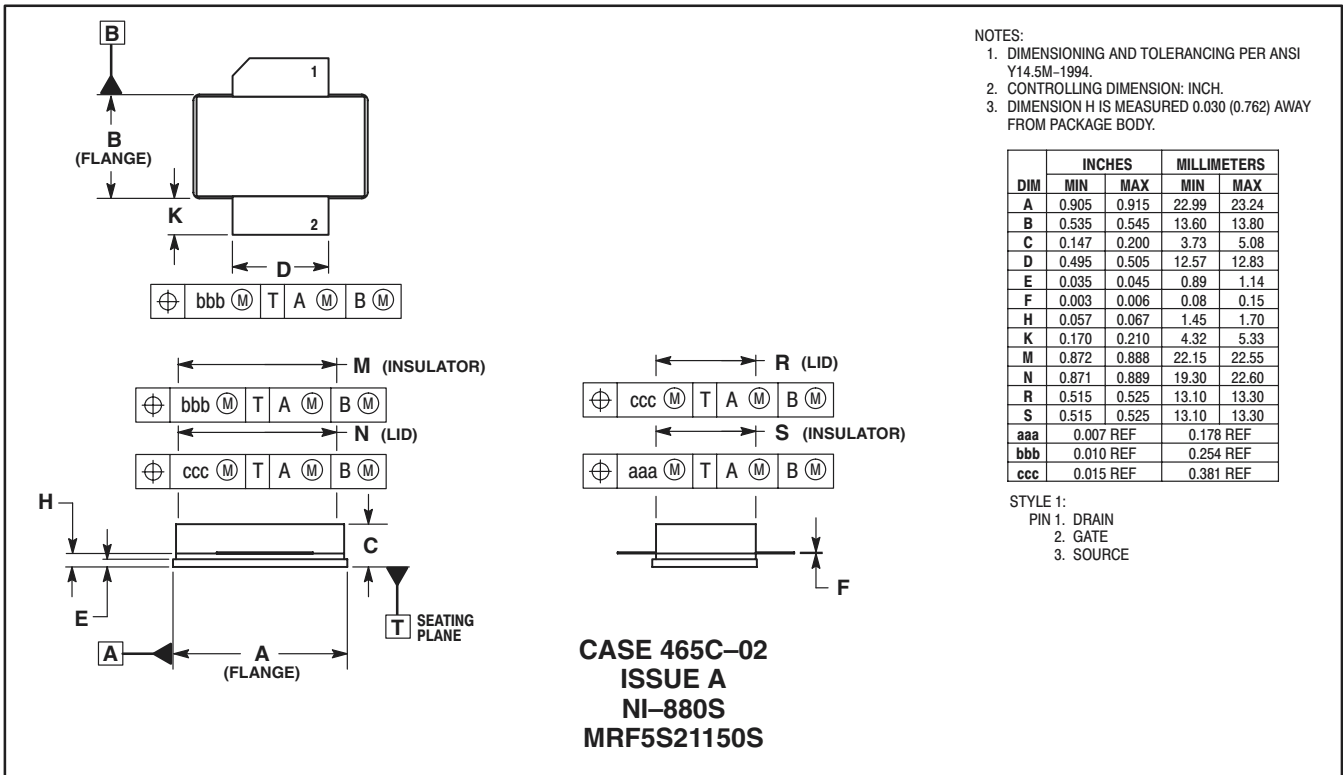 B
1
B
(FLANGE)
K
2
D
⌖ bbb Ⓜ T A Ⓜ B Ⓜ
M (INSULATOR)
⌖ bbb Ⓜ T A Ⓜ B Ⓜ
N (LID)
⌖ ccc Ⓜ T A Ⓜ B Ⓜ
H
C
E
T SEATING
PLANE
A
A
(FLANGE)
R (LID)
⌖ ccc Ⓜ T A Ⓜ B Ⓜ
S (INSULATOR)
⌖ aaa Ⓜ T A Ⓜ B Ⓜ
F
CASE 465C–02
ISSUE A
NI–880S
MRF5S21150S
NOTES:
1. DIMENSIONING AND TOLERANCING PER ANSI
Y14.5M–1994.
2. CONTROLLING DIMENSION: INCH.
3. DIMENSION H IS MEASURED 0.030 (0.762) AWAY
FROM PACKAGE BODY.
INCHES MILLIMETERS
DIM MIN MAX MIN MAX
A 0.905 0.915 22.99 23.24
B 0.535 0.545 13.60 13.80
C 0.147 0.200 3.73 5.08
D 0.495 0.505 12.57 12.83
E 0.035 0.045 0.89 1.14
F 0.003 0.006 0.08 0.15
H 0.057 0.067 1.45 1.70
K 0.170 0.210 4.32 5.33
M 0.872 0.888 22.15 22.55
N 0.871 0.889 19.30 22.60
R 0.515 0.525 13.10 13.30
S 0.515 0.525 13.10 13.30
aaa 0.007 REF 0.178 REF
bbb 0.010 REF 0.254 REF
ccc 0.015 REF 0.381 REF
STYLE 1:
PIN 1. DRAIN
2. GATE
3. SOURCE